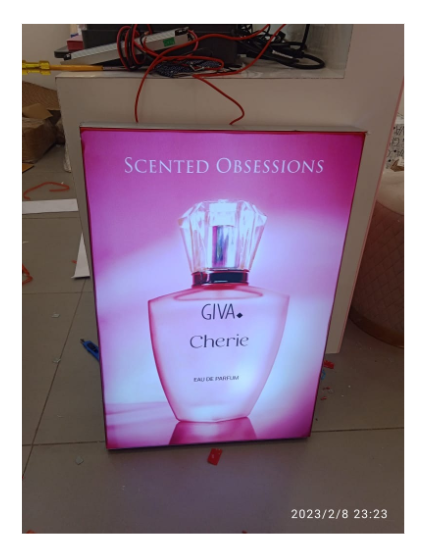 SCENTED OBSESSIONS
GIVA
Cherie
EAU DE PARFUM
2023/2/8 23:23